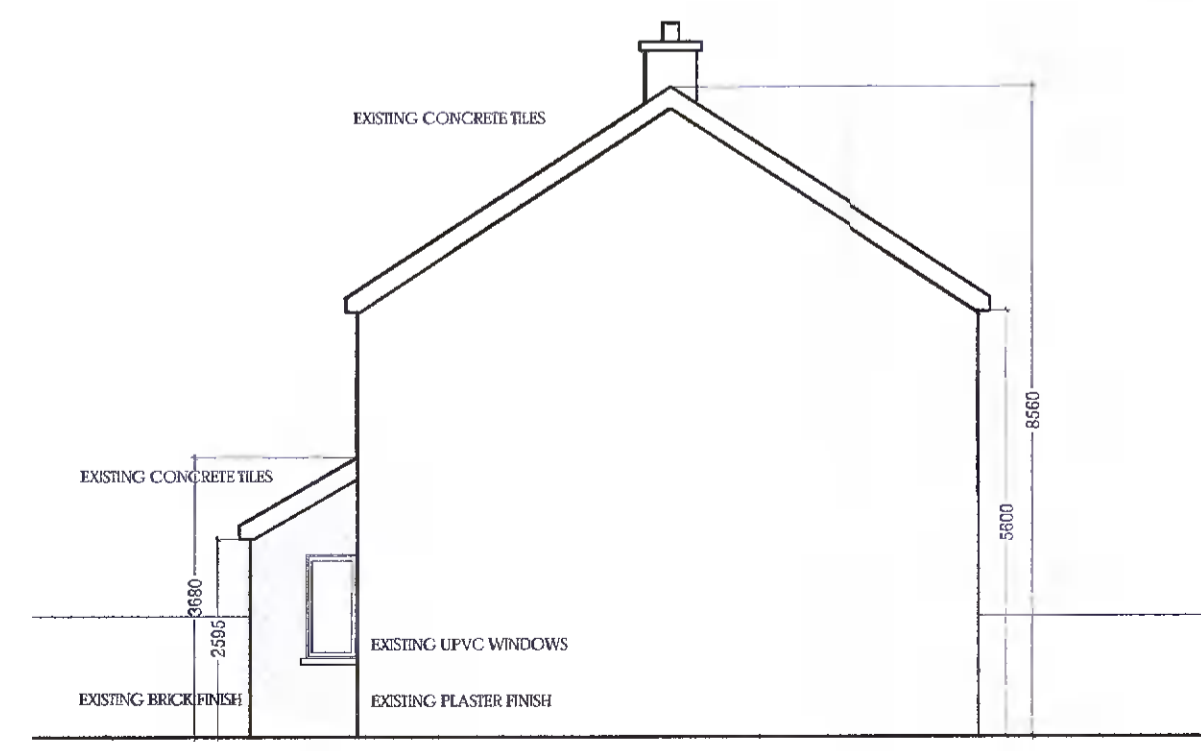 EXISTING CONCRETE TILES
8560
EXISTING CONCRETE TILES
5600
3680
2595
EXISTING UPVC WINDOWS
EXISTING BRICK FINISH
EXISTING PLASTER FINISH